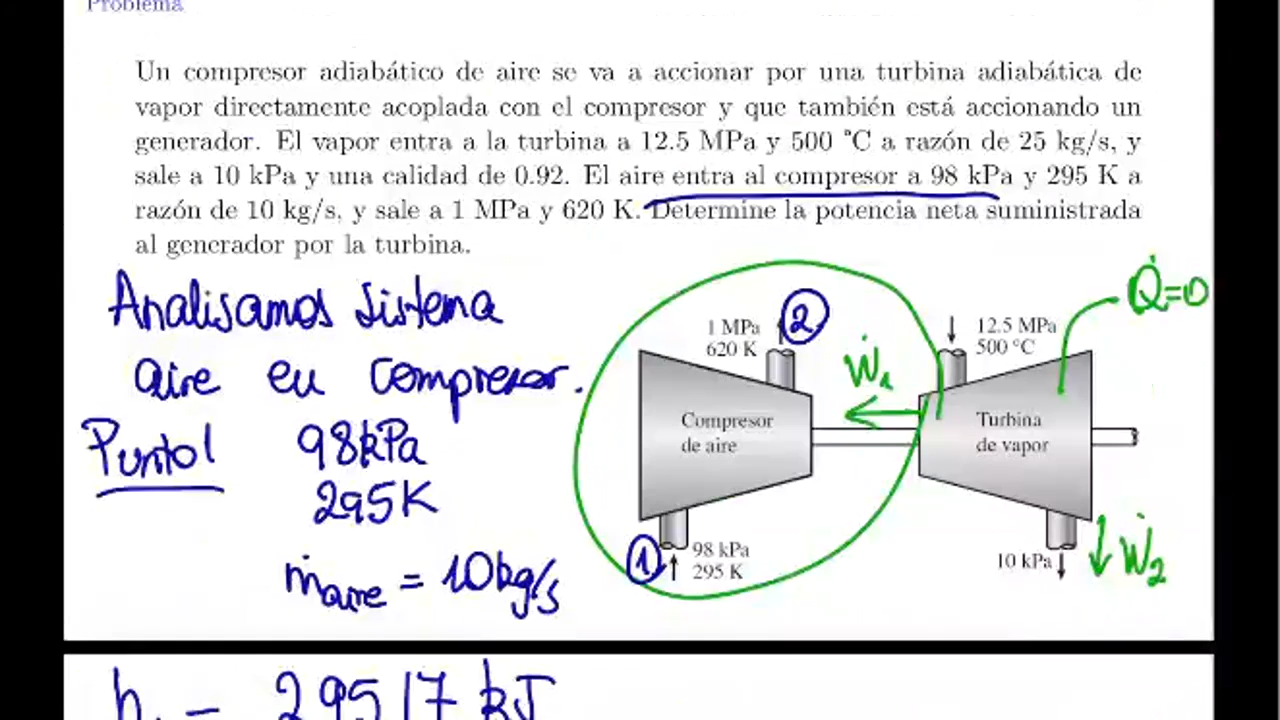 Problema
Un compresor adiabático de aire se va a accionar por una turbina adiabática de
vapor directamente acoplada con el compresor y que también está accionando un
generador. El vapor entra a la turbina a 12.5 MPa y 500 °C a razón de 25 kg/s, y
sale a 10 kPa y una calidad de 0.92. El aire entra al compresor a 98 kPa y 295 K a
razón de 10 kg/s, y sale a 1 MPa y 620 K. Determine la potencia neta suministrada
al generador por la turbina.
Analisamos sistema
aire en compresor.
Punto1 98kPa
295K
ṁaire = 10kg/s
1 MPa
620 K
2
12.5 MPa
500 °C
Q̇=0
Ẇ1
Compresor
de aire
Turbina
de vapor
1
98 kPa
295 K
10 kPa
Ẇ2
h1 = 295,17 kJ